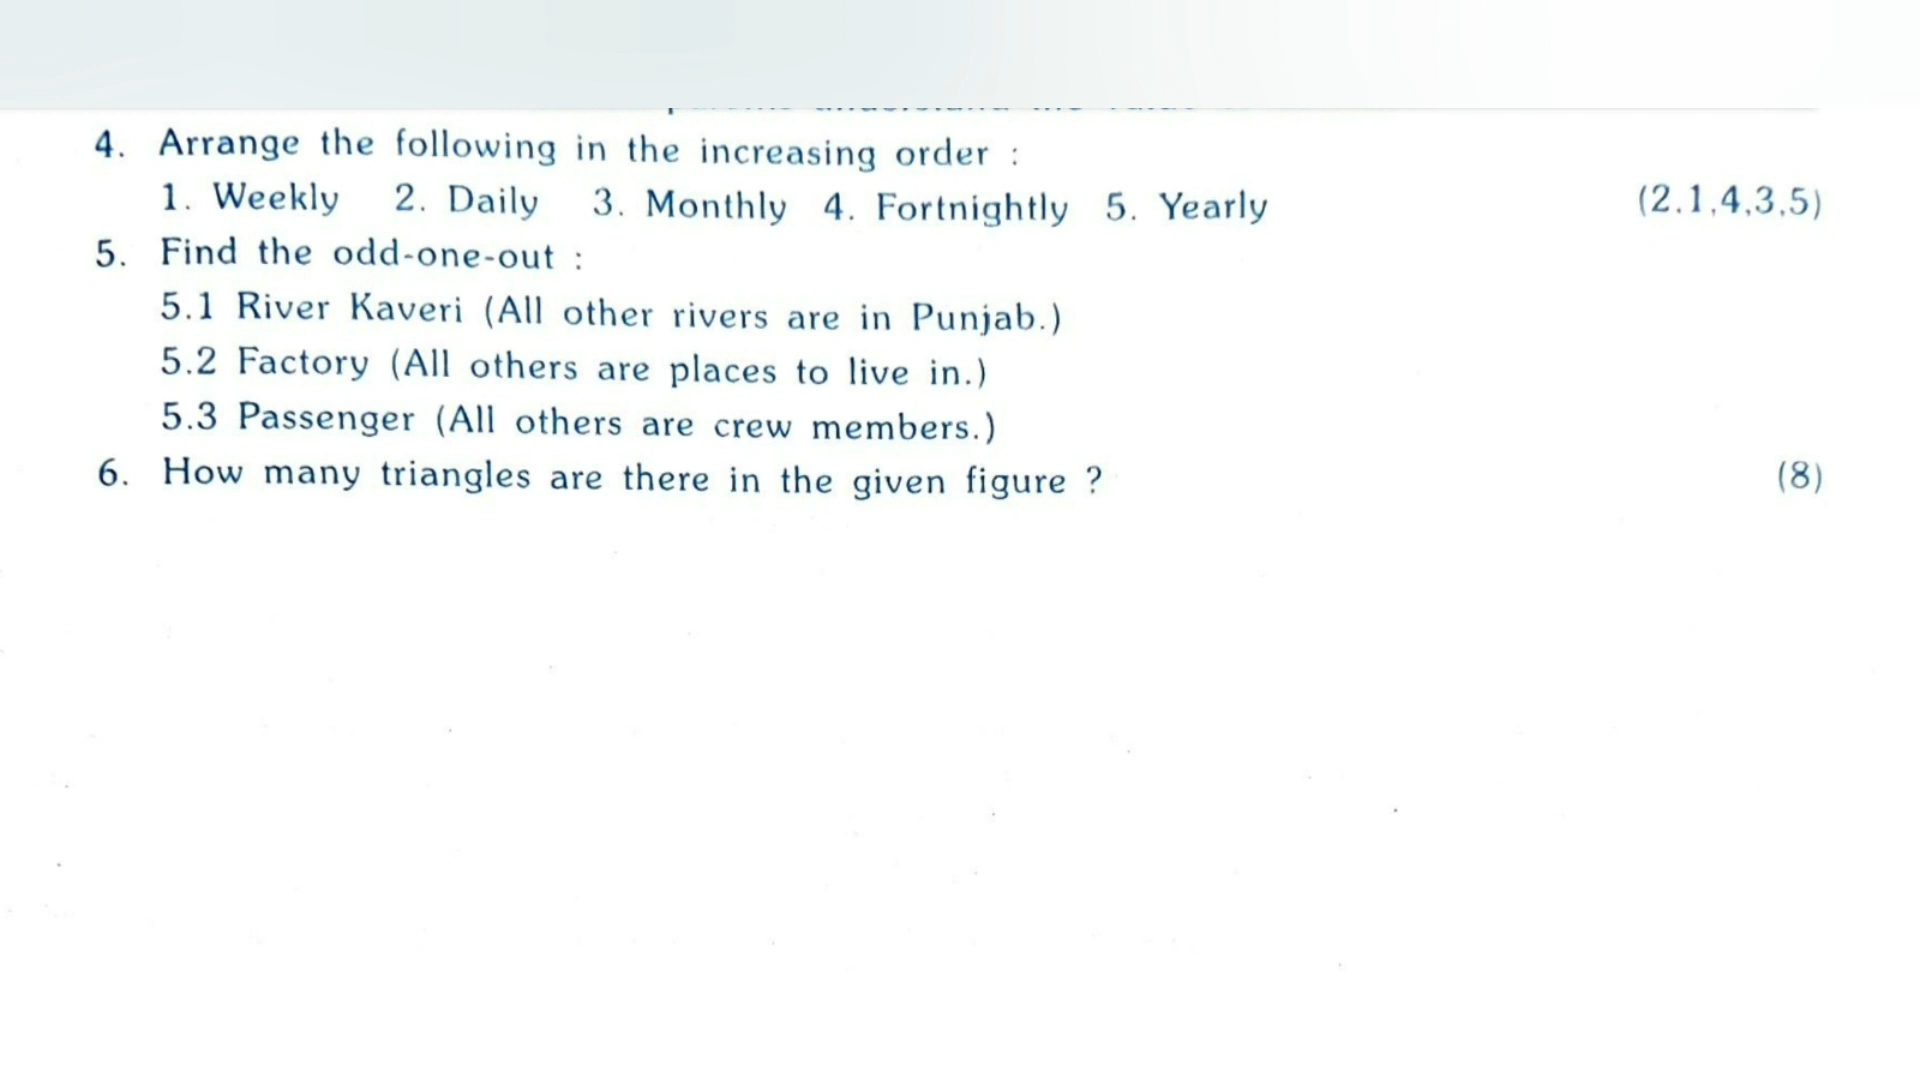 4. Arrange the following in the increasing order :
1. Weekly 2. Daily 3. Monthly 4. Fortnightly 5. Yearly (2,1,4,3,5)
5. Find the odd-one-out :
5.1 River Kaveri (All other rivers are in Punjab.)
5.2 Factory (All others are places to live in.)
5.3 Passenger (All others are crew members.)
6. How many triangles are there in the given figure ? (8)